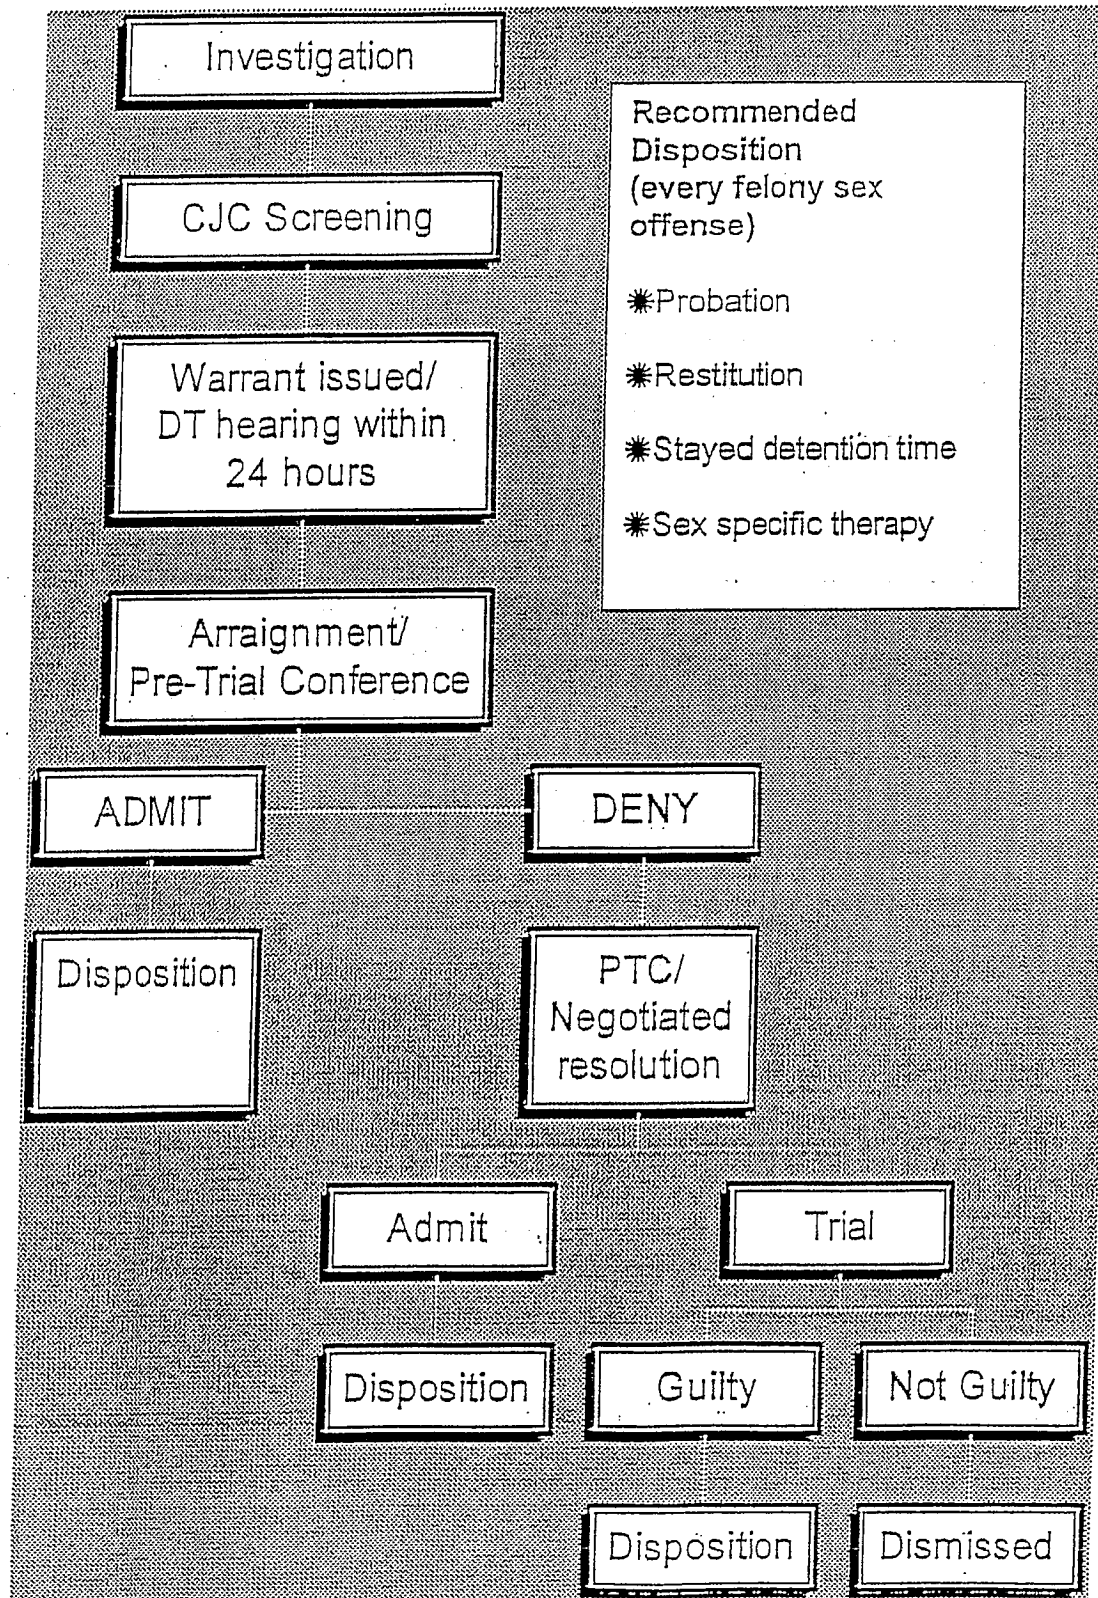 Investigation
CJC Screening
Warrant issued/
DT hearing within
24 hours
Arraignment/
Pre-Trial Conference
Recommended
Disposition
(every felony sex
offense)
✷Probation
✷Restitution
✷Stayed detention time
✷Sex specific therapy
ADMIT
DENY
Disposition
PTC/
Negotiated
resolution
Admit
Trial
Disposition
Guilty
Not Guilty
Disposition
Dismissed